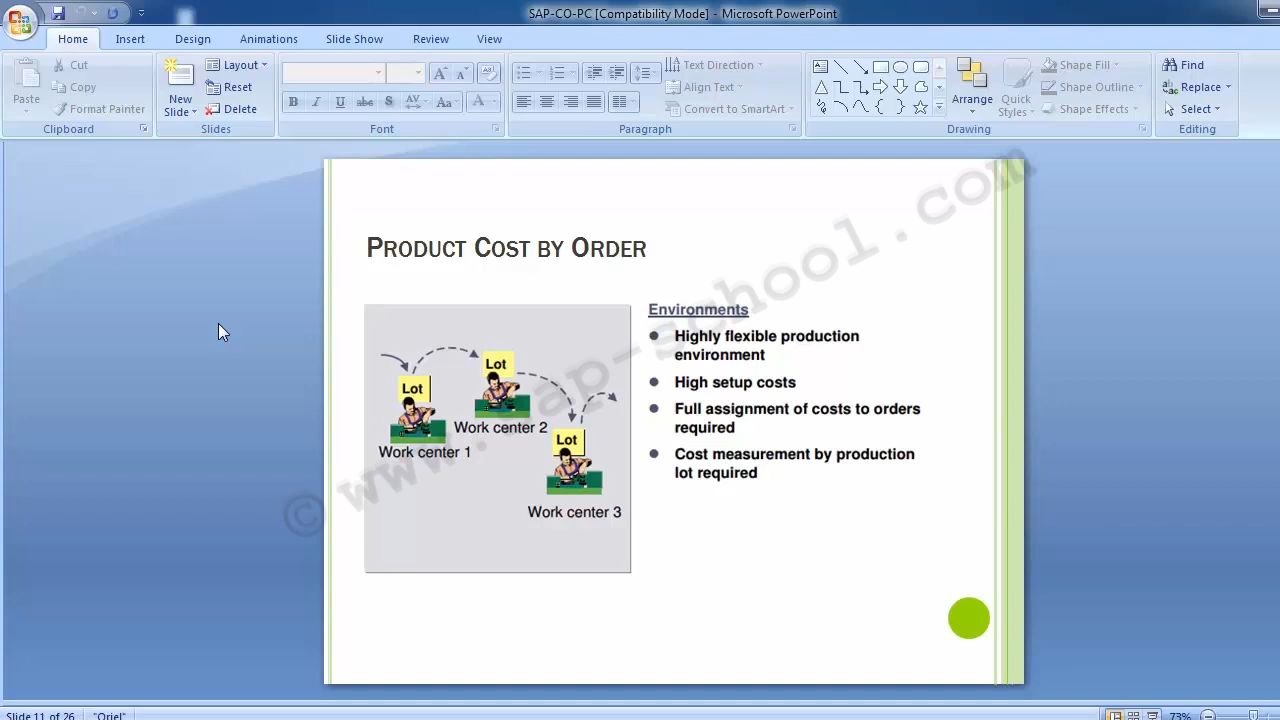 SAP-CO-PC [Compatibility Mode] - Microsoft PowerPoint
Home Insert Design Animations Slide Show Review View
Paste
Cut
Copy
Format Painter
Clipboard
New Slide
Layout
Reset
Delete
Slides
B I U abc S AV Aa A
Font
Text Direction
Align Text
Convert to SmartArt
Paragraph
Arrange
Quick Styles
Shape Fill
Shape Outline
Shape Effects
Drawing
Find
Replace
Select
Editing
PRODUCT COST BY ORDER
Lot
Work center 1
Lot
Work center 2
Lot
Work center 3
Environments
Highly flexible production
environment
High setup costs
Full assignment of costs to orders
required
Cost measurement by production
lot required
© www.sap-school.com
Slide 11 of 26 "Oriel" 73%